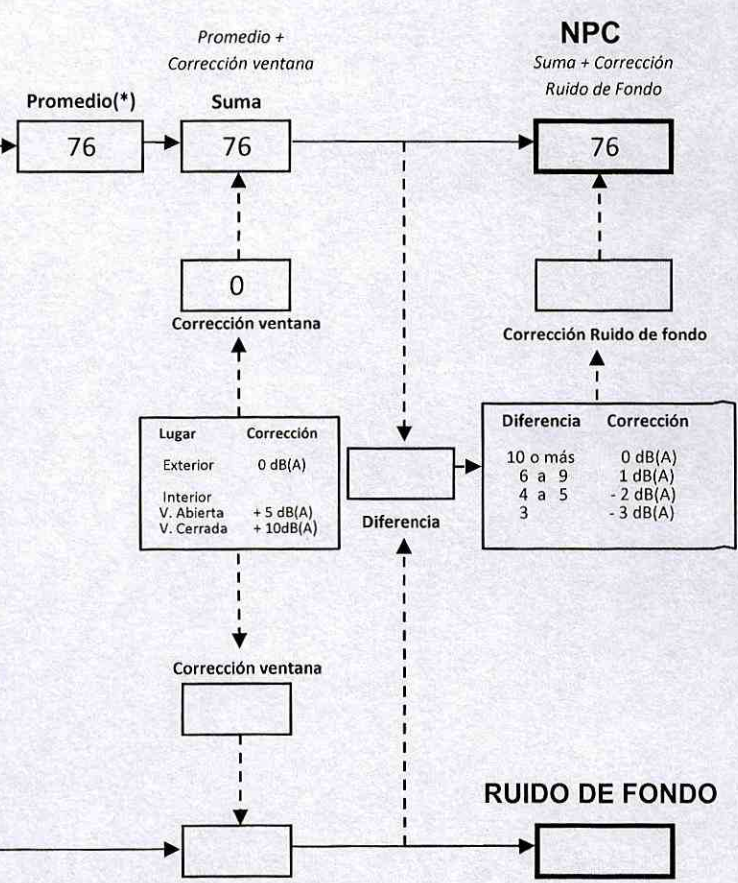 Promedio +
Corrección ventana
NPC
Suma + Corrección
Ruido de Fondo
Promedio(*)
Suma
76
76
76
0
Corrección ventana
Corrección Ruido de fondo
Lugar Corrección
Exterior 0 dB(A)
Interior
V. Abierta + 5 dB(A)
V. Cerrada + 10dB(A)
Diferencia
Diferencia Corrección
10 o más 0 dB(A)
6 a 9 1 dB(A)
4 a 5 - 2 dB(A)
3 - 3 dB(A)
Corrección ventana
RUIDO DE FONDO